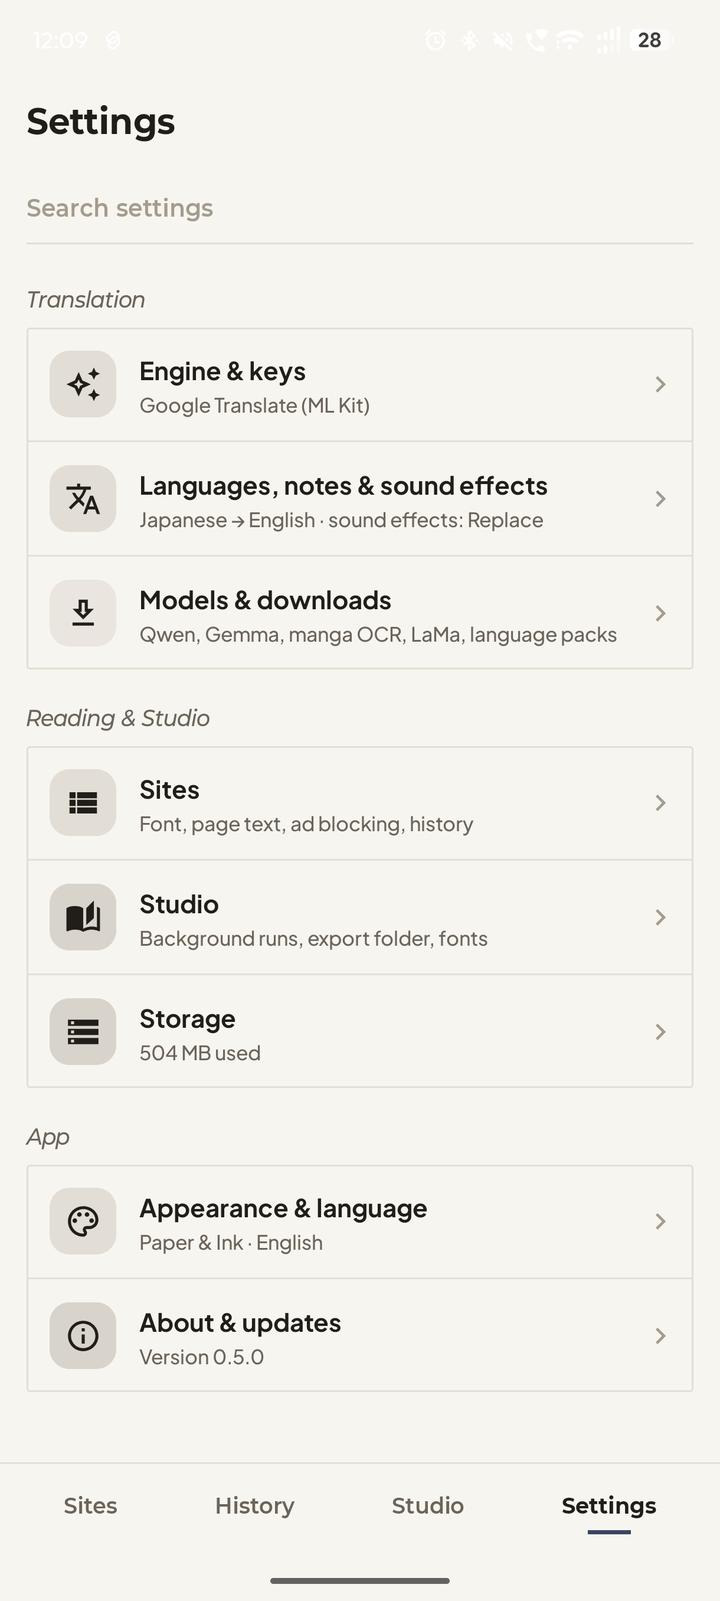 12:09
28
Settings
Search settings
Translation
Engine & keys
Google Translate (ML Kit)
Languages, notes & sound effects
Japanese → English · sound effects: Replace
Models & downloads
Qwen, Gemma, manga OCR, LaMa, language packs
Reading & Studio
Sites
Font, page text, ad blocking, history
Studio
Background runs, export folder, fonts
Storage
504 MB used
App
Appearance & language
Paper & Ink · English
About & updates
Version 0.5.0
Sites
History
Studio
Settings